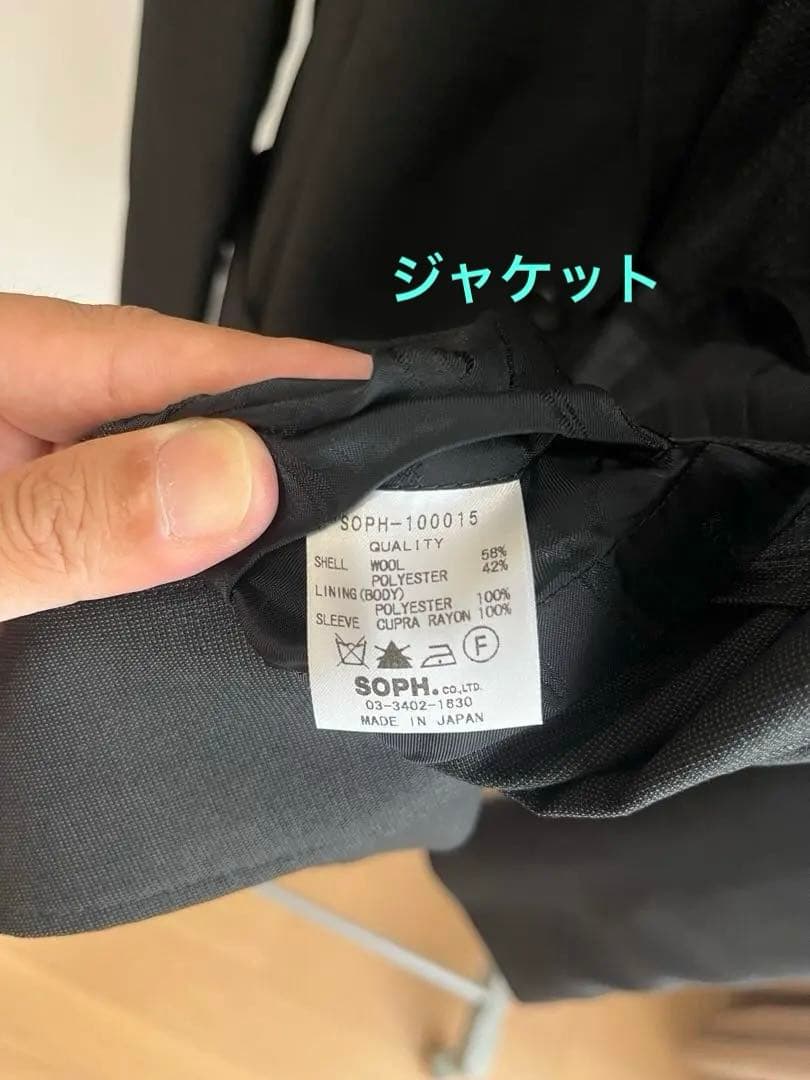 ジャケット
SOPH-100015
QUALITY
SHELL WOOL 58%
POLYESTER 42%
LINING(BODY)
POLYESTER 100%
SLEEVE CUPRA RAYON 100%
F
SOPH. CO.,LTD.
03-3402-1830
MADE IN JAPAN